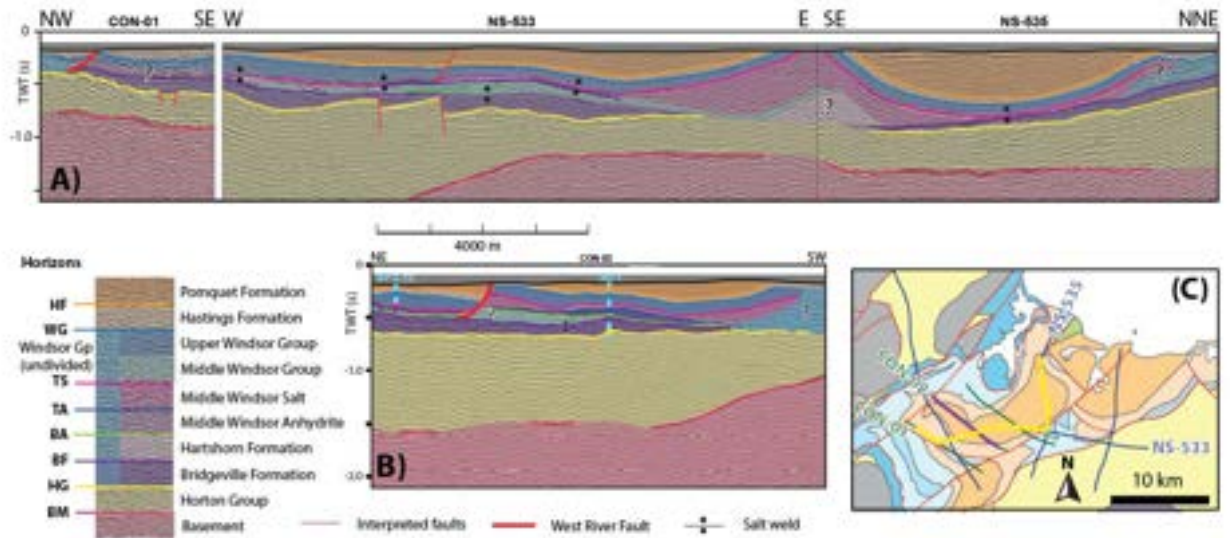 NW CON-01 SE W NS-533 E SE NS-535 NNE
0
TWT (s)
-1.0
?
?
?
A)
4000 m
NE CON-02 SW
0
TWT (s)
-1.0
-2.0
B)
Horizons
Pomquet Formation
HF
Hastings Formation
WG
Upper Windsor Group
Windsor Gp
(undivided)
Middle Windsor Group
TS
Middle Windsor Salt
TA
Middle Windsor Anhydrite
BA
Hartshorn Formation
BF
Bridgeville Formation
HG
Horton Group
BM
Basement
Interpreted faults
West River Fault
Salt weld
(C)
NS-535
NS-533
N
10 km